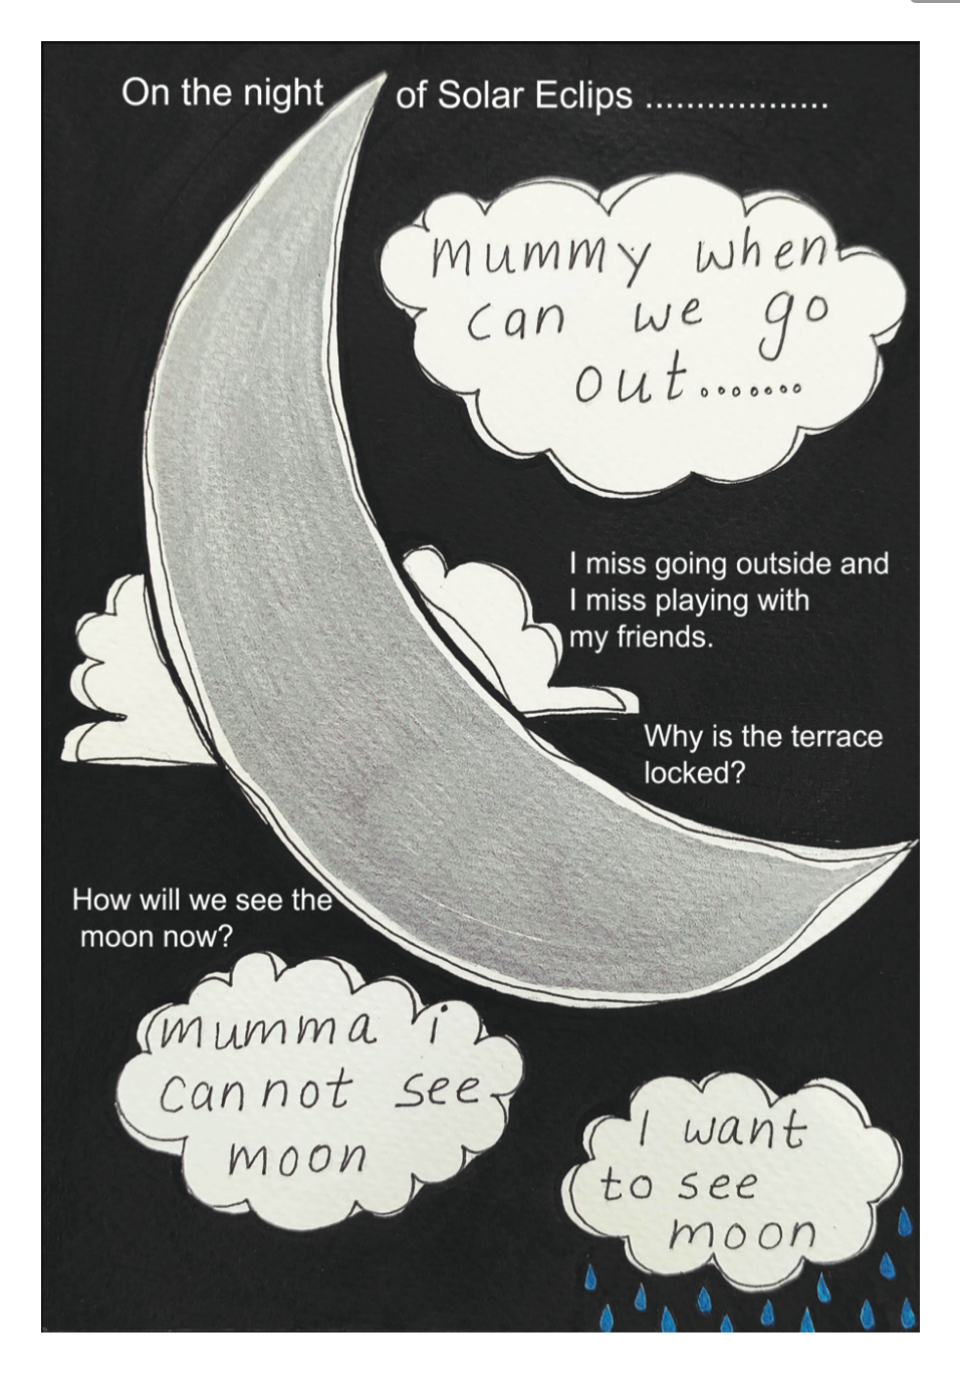 On the night of Solar Eclips ..................
mummy when
can we go
out.......
I miss going outside and
I miss playing with
my friends.
Why is the terrace
locked?
How will we see the
moon now?
mumma i
can not see
moon
I want
to see
moon